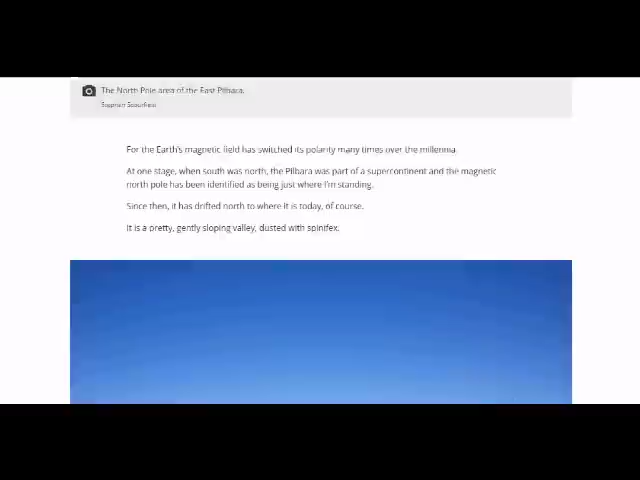 The North Pole area of the East Pilbara.
For the Earth's magnetic field has switched its polarity many times over the millennia.
At one stage, when south was north, the Pilbara was part of a supercontinent and the magnetic
north pole has been identified as being just where I'm standing.
Since then, it has drifted north to where it is today, of course.
It is a pretty, gently sloping valley, dusted with spinifex.